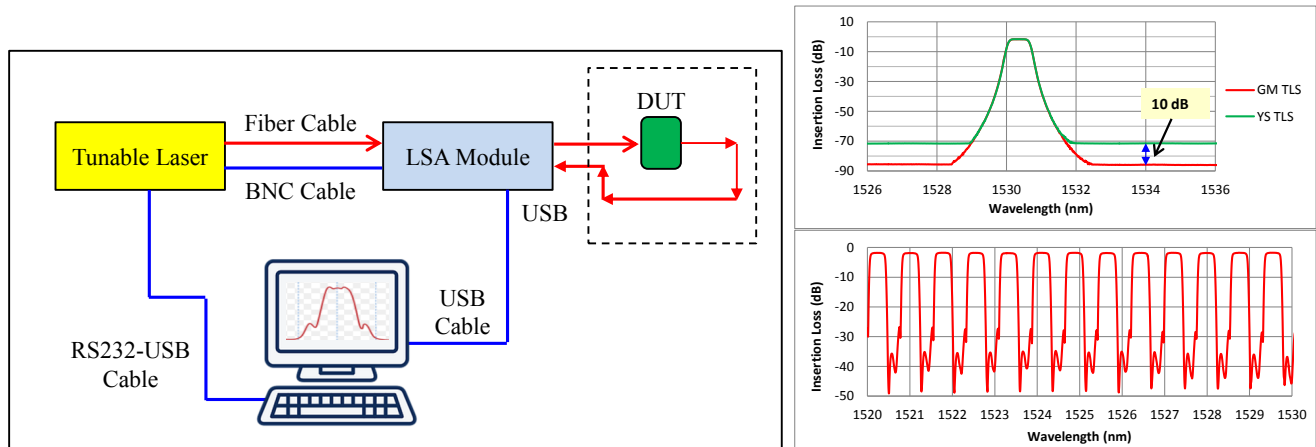 Tunable Laser
Fiber Cable
BNC Cable
LSA Module
DUT
USB
USB
Cable
RS232-USB
Cable
10
-10
-30
-50
-70
-90
Insertion Loss (dB)
1526
1528
1530
1532
1534
1536
Wavelength (nm)
10 dB
GM TLS
YS TLS
0
-10
-20
-30
-40
-50
Insertion Loss (dB)
1520
1521
1522
1523
1524
1525
1526
1527
1528
1529
1530
Wavelength (nm)